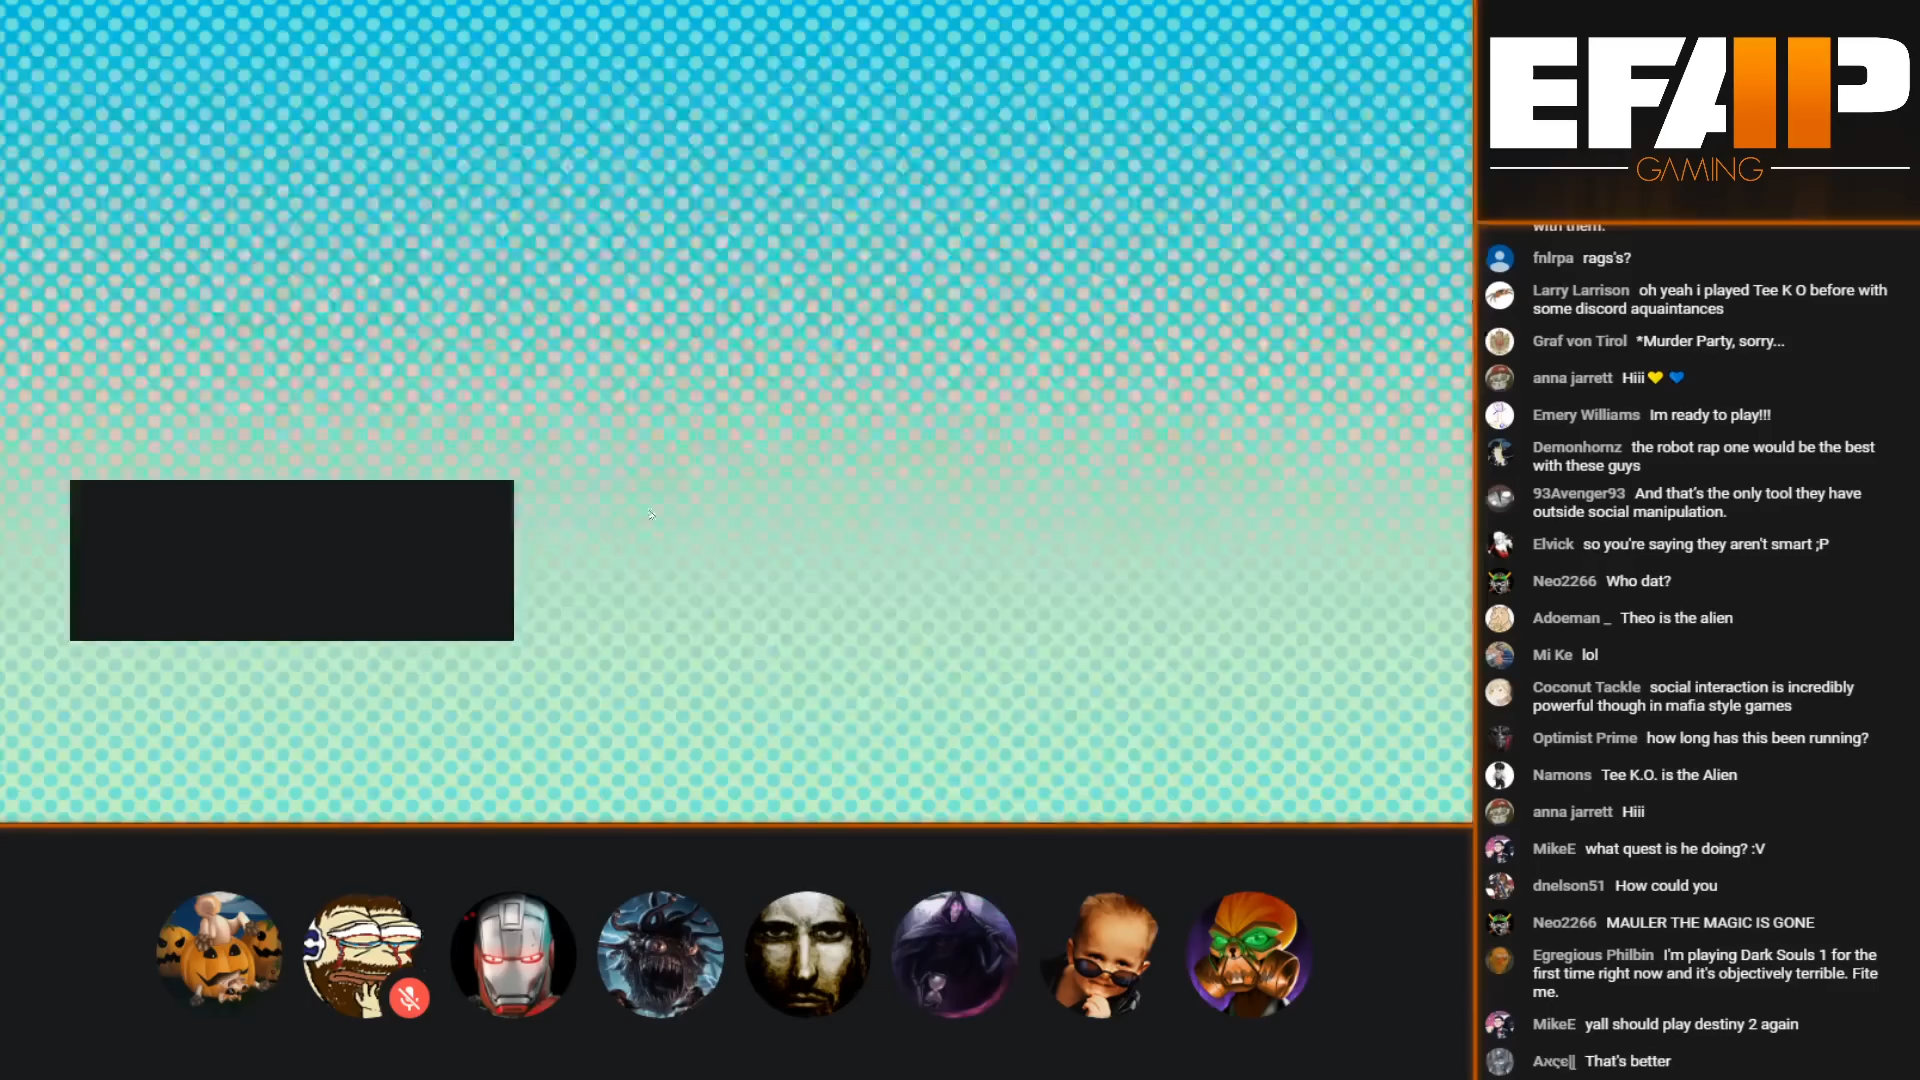 EFAP
GAMING
with them.
fnlrpa rags's?
Larry Larrison oh yeah i played Tee K O before with
some discord aquaintances
Graf von Tirol *Murder Party, sorry...
anna jarrett Hiii💛 💙
Emery Williams Im ready to play!!!
Demonhornz the robot rap one would be the best
with these guys
93Avenger93 And that's the only tool they have
outside social manipulation.
Elvick so you're saying they aren't smart ;P
Neo2266 Who dat?
Adoeman _ Theo is the alien
Mi Ke lol
Coconut Tackle social interaction is incredibly
powerful though in mafia style games
Optimist Prime how long has this been running?
Namons Tee K.O. is the Alien
anna jarrett Hiii
MikeE what quest is he doing? :V
dnelson51 How could you
Neo2266 MAULER THE MAGIC IS GONE
Egregious Philbin I'm playing Dark Souls 1 for the
first time right now and it's objectively terrible. Fite
me.
MikeE yall should play destiny 2 again
That's better